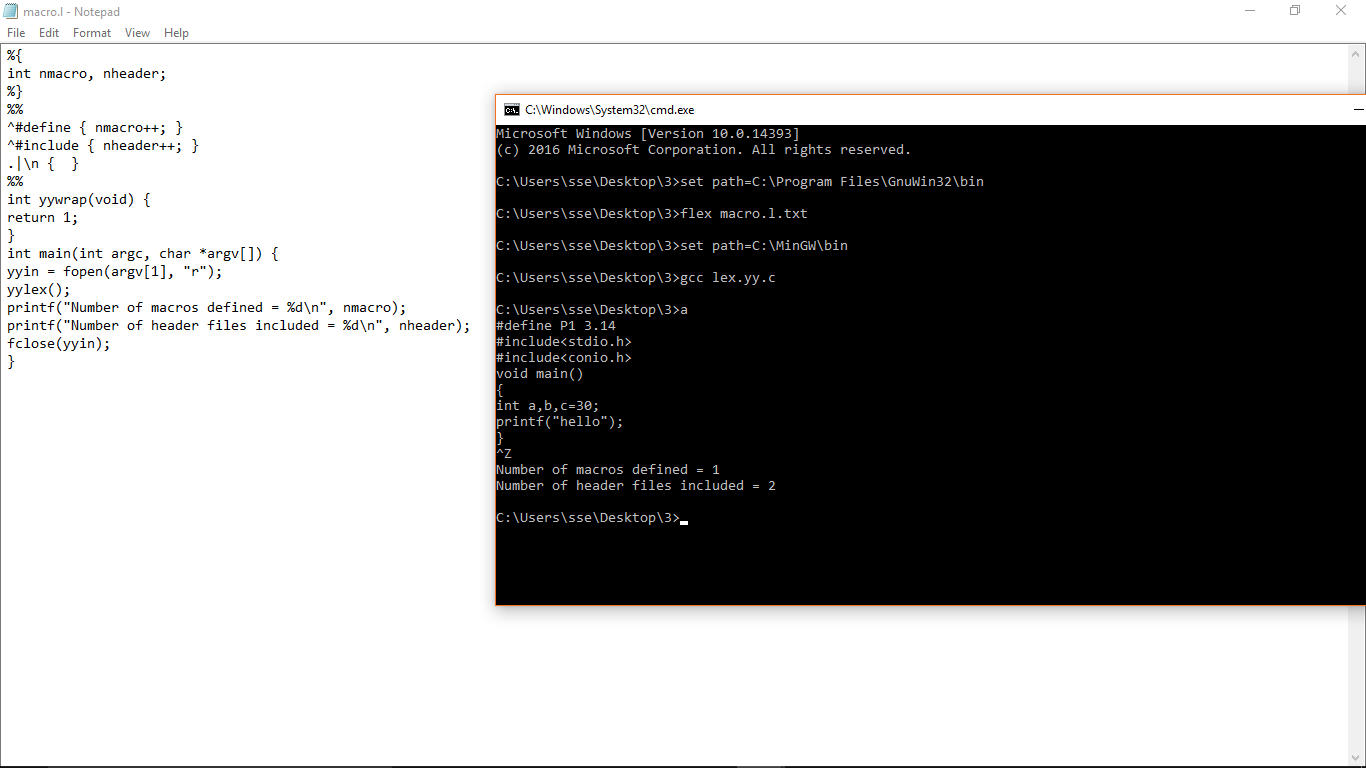 macro.l - Notepad
File Edit Format View Help
%{
int nmacro, nheader;
%}
%%
^#define { nmacro++; }
^#include { nheader++; }
.|\n {  }
%%
int yywrap(void) {
return 1;
}
int main(int argc, char *argv[]) {
yyin = fopen(argv[1], "r");
yylex();
printf("Number of macros defined = %d\n", nmacro);
printf("Number of header files included = %d\n", nheader);
fclose(yyin);
}
C:\Windows\System32\cmd.exe
Microsoft Windows [Version 10.0.14393]
(c) 2016 Microsoft Corporation. All rights reserved.
C:\Users\sse\Desktop\3>set path=C:\Program Files\GnuWin32\bin
C:\Users\sse\Desktop\3>flex macro.l.txt
C:\Users\sse\Desktop\3>set path=C:\MinGW\bin
C:\Users\sse\Desktop\3>gcc lex.yy.c
C:\Users\sse\Desktop\3>a
#define P1 3.14
#include<stdio.h>
#include<conio.h>
void main()
{
int a,b,c=30;
printf("hello");
}
^Z
Number of macros defined = 1
Number of header files included = 2
C:\Users\sse\Desktop\3>